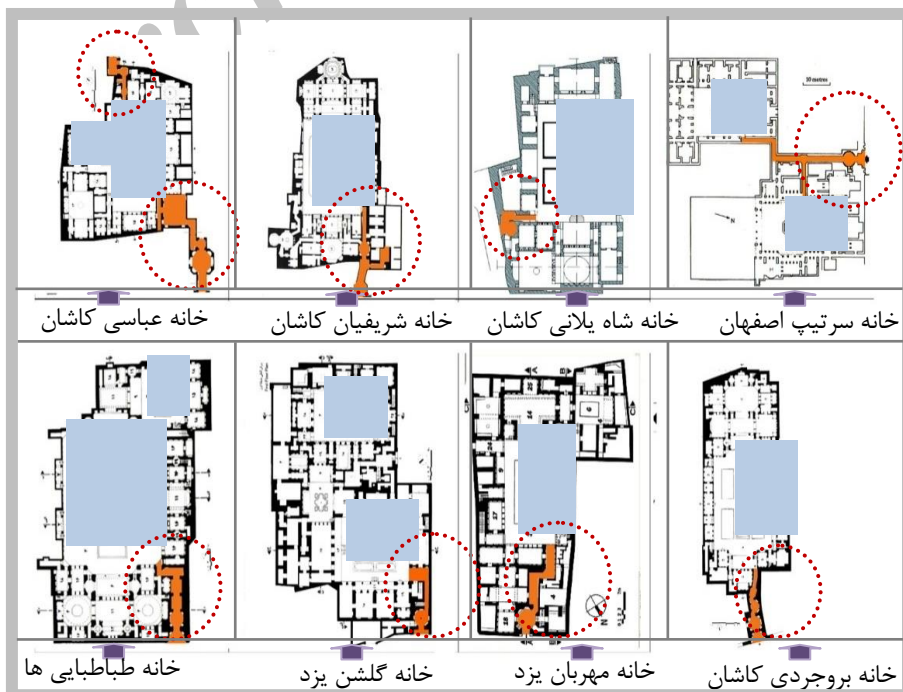 خانه سرتیپ اصفهان
خانه شاه یلانی کاشان
خانه شریفیان کاشان
خانه عباسی کاشان
خانه بروجردی کاشان
خانه مهربان یزد
خانه گلشن یزد
خانه طباطبایی ها